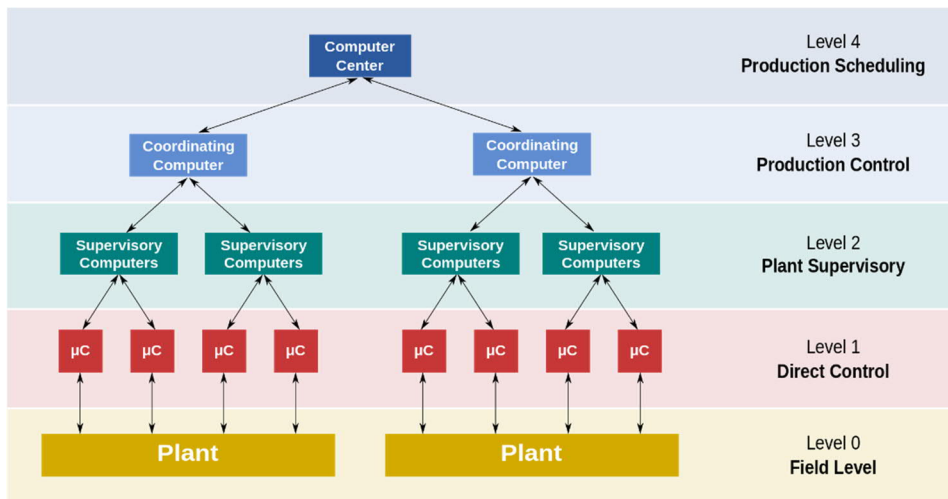 Computer
Center
Level 4
Production Scheduling
Coordinating
Computer
Coordinating
Computer
Level 3
Production Control
Supervisory
Computers
Supervisory
Computers
Supervisory
Computers
Supervisory
Computers
Level 2
Plant Supervisory
μC
μC
μC
μC
μC
μC
μC
μC
Level 1
Direct Control
Plant
Plant
Level 0
Field Level